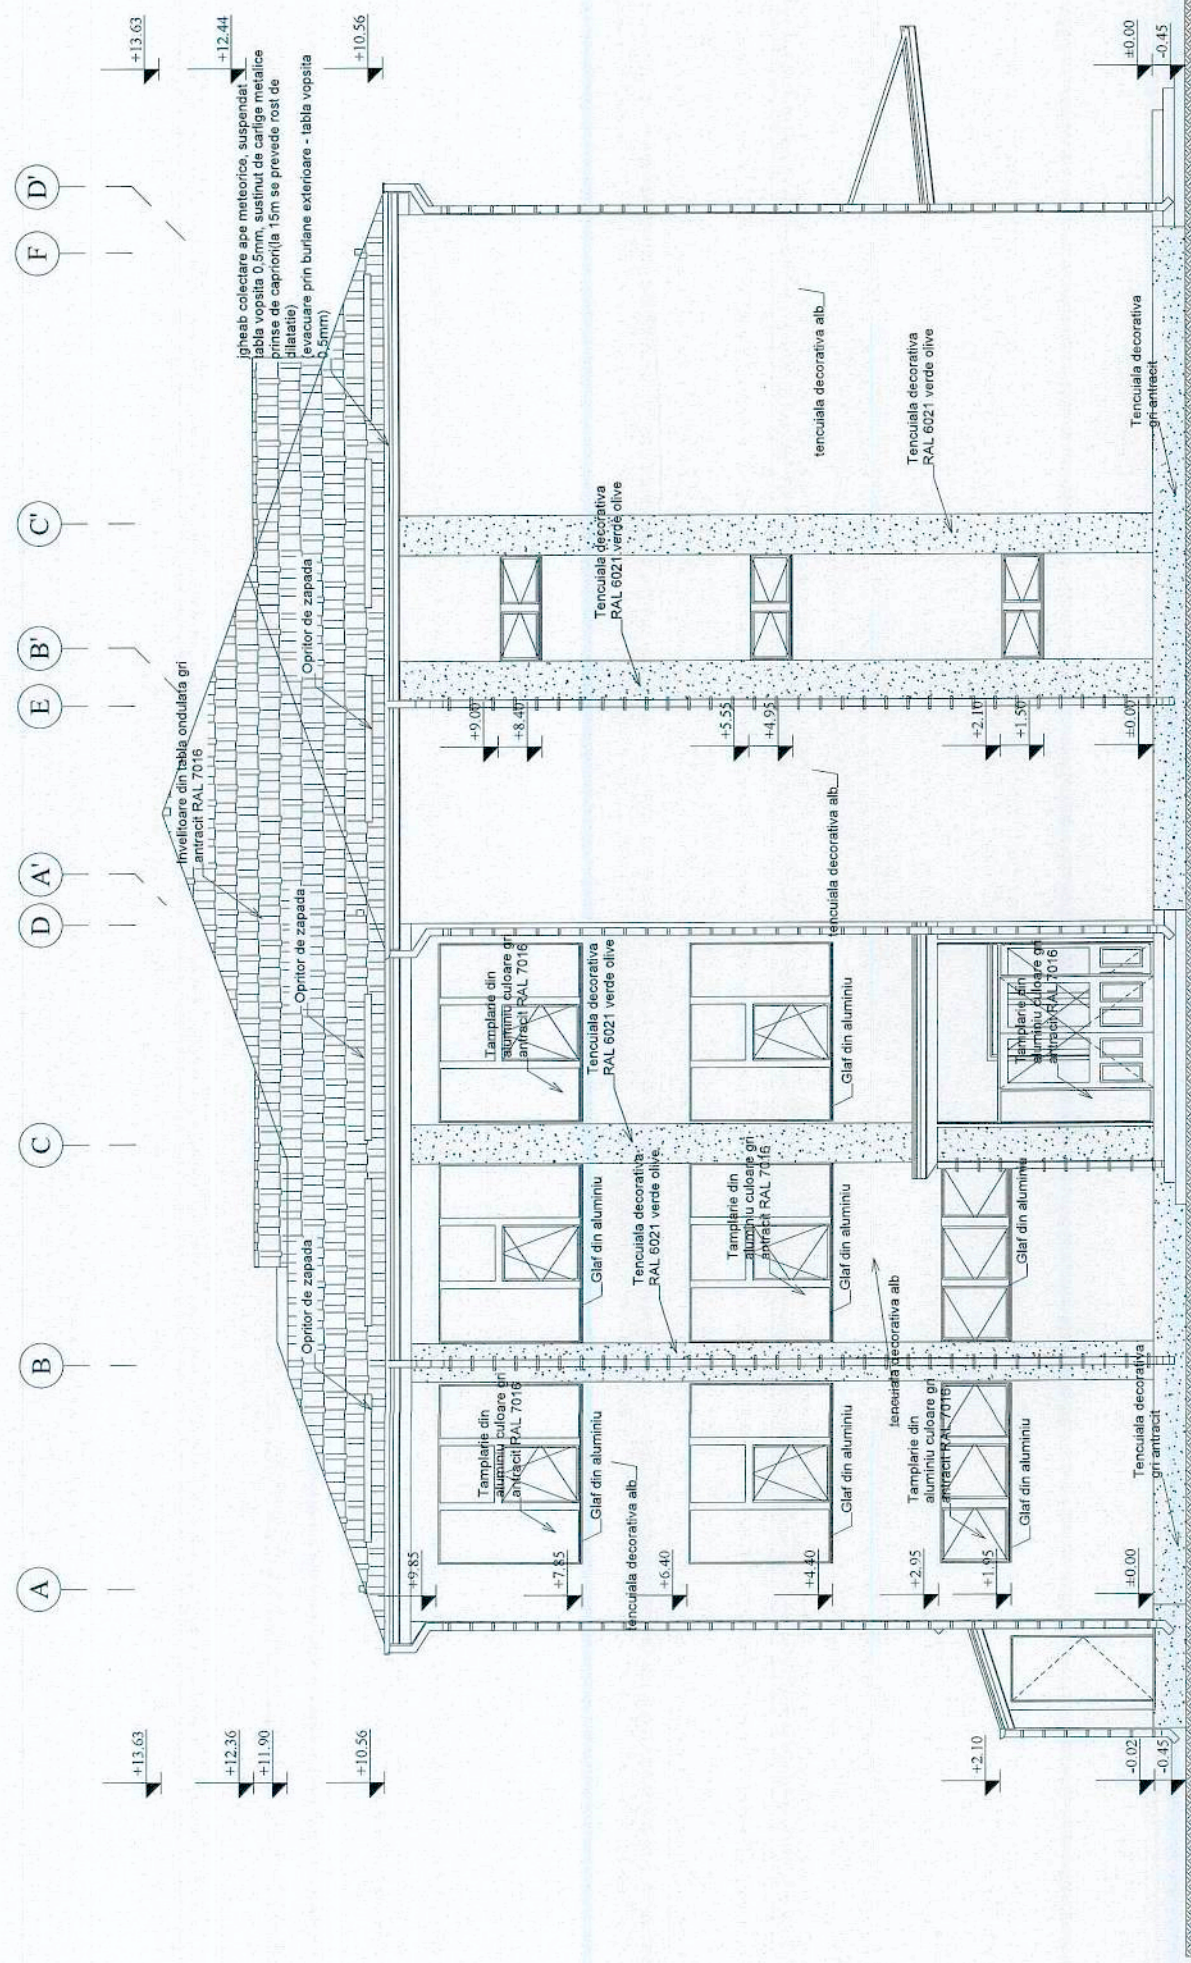 A
B
C
D
A'
E
B'
C'
F
D'
+13.63
+12.36
+11.90
+10.56
+2.10
-0.02
-0.45
+13.63
+12.44
+10.56
±0.00
-0.45
Invelitoare din tabla ondulata gri
antracit RAL 7016
jgheab colectare ape meteorice, suspendat
tabla vopsita 0,5mm, sustinut de carlige metalice
prinse de capriori(la 15m se prevede rost de
dilatatie)
(evacuare prin burlane exterioare - tabla vopsita
0,5mm)
Opritor de zapada
Opritor de zapada
Opritor de zapada
+9.85
+7.85
+6.40
+4.40
+2.95
+1.95
±0.00
Tamplarie din
aluminiu culoare gri
antracit RAL 7016
Glaf din aluminiu
tencuiala decorativa alb
Glaf din aluminiu
Tamplarie din
aluminiu culoare gri
antracit RAL 7016
Glaf din aluminiu
tencuiala decorativa alb
Tencuiala decorativa
gri antracit
Glaf din aluminiu
Tencuiala decorativa
RAL 6021 verde olive
Tamplarie din
aluminiu culoare gri
antracit RAL 7016
Glaf din aluminiu
Glaf din aluminiu
Tamplarie din
aluminiu culoare gri
antracit RAL 7016
Tencuiala decorativa
RAL 6021 verde olive
Glaf din aluminiu
Tamplarie din
aluminiu culoare gri
antracit RAL 7016
tencuiala decorativa alb
+9.00
+8.40
+5.55
+4.95
+2.10
+1.50
±0.00
Tencuiala decorativa
RAL 6021 verde olive
tencuiala decorativa alb
Tencuiala decorativa
RAL 6021 verde olive
Tencuiala decorativa
gri antracit